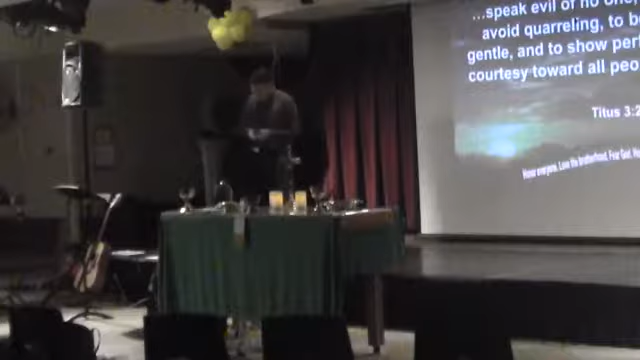 ...speak evil of no one,
avoid quarreling, to b
gentle, and to show per
courtesy toward all peo
Titus 3:2
Honor everyone. Love the brotherhood. Fear God. Ho